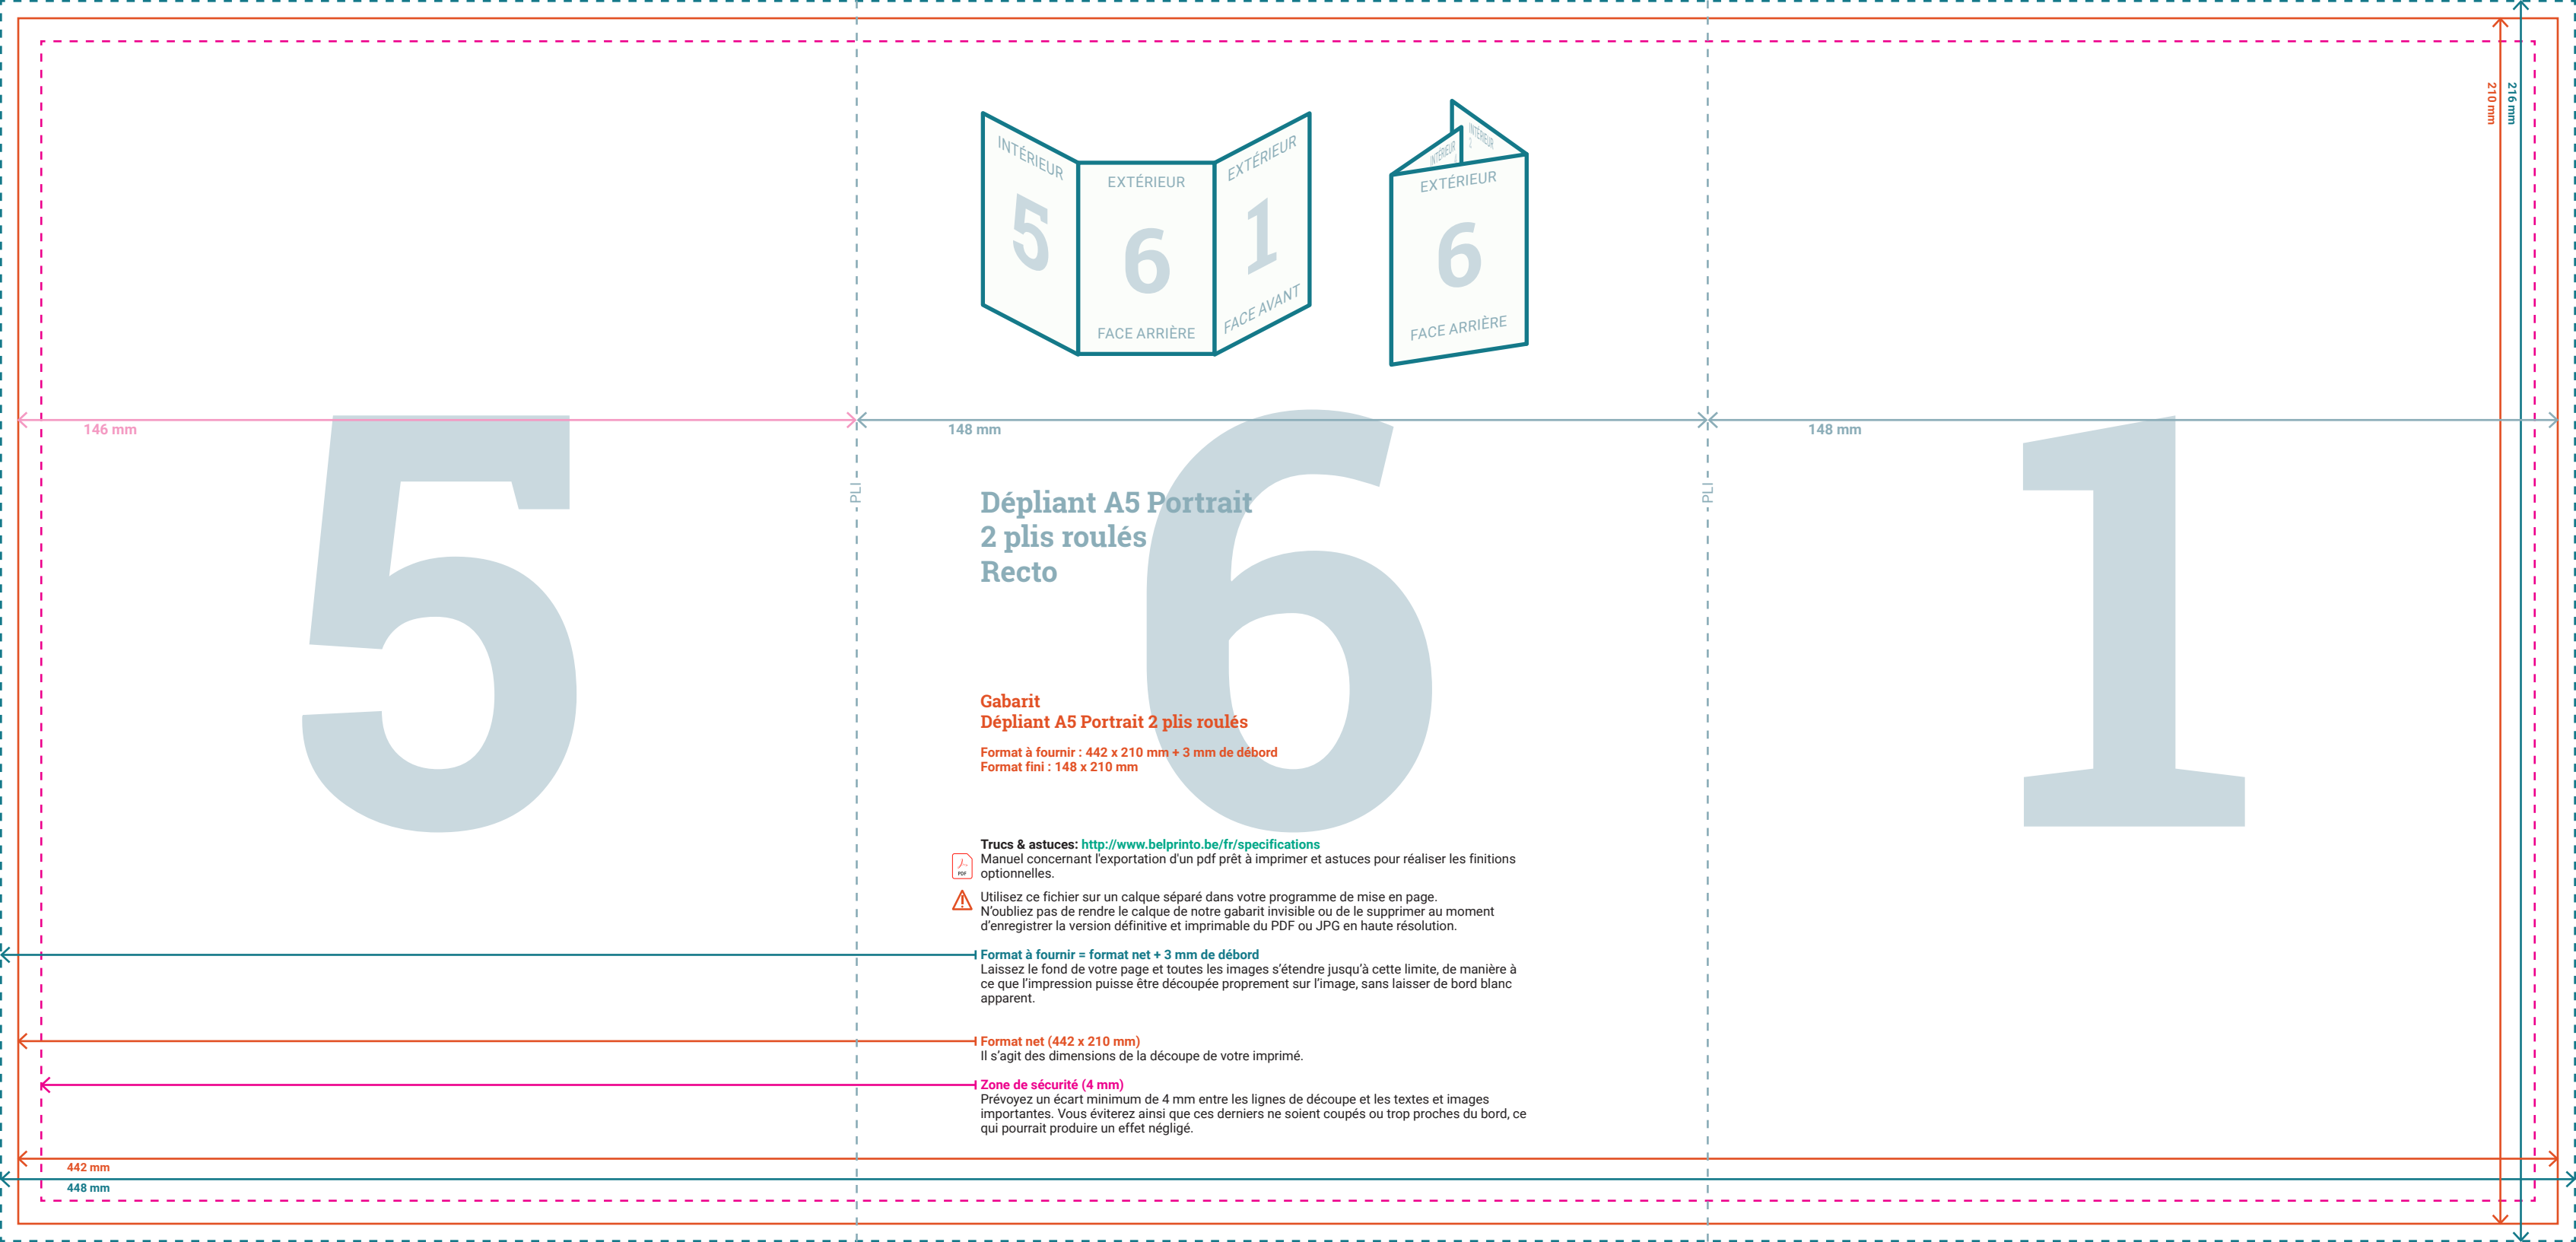 216 mm
210 mm
INTÉRIEUR
5
EXTÉRIEUR
6
FACE ARRIÈRE
EXTÉRIEUR
1
FACE AVANT
INTÉRIEUR
INTÉRIEUR
2
EXTÉRIEUR
6
FACE ARRIÈRE
146 mm
148 mm
148 mm
5
6
1
PLI
PLI
Dépliant A5 Portrait
2 plis roulés
Recto
Gabarit
Dépliant A5 Portrait 2 plis roulés
Format à fournir : 442 x 210 mm + 3 mm de débord
Format fini : 148 x 210 mm
Trucs & astuces: http://www.belprinto.be/fr/specifications
Manuel concernant l'exportation d'un pdf prêt à imprimer et astuces pour réaliser les finitions
optionnelles.
PDF
Utilisez ce fichier sur un calque séparé dans votre programme de mise en page.
N’oubliez pas de rendre le calque de notre gabarit invisible ou de le supprimer au moment
d’enregistrer la version définitive et imprimable du PDF ou JPG en haute résolution.
Format à fournir = format net + 3 mm de débord
Laissez le fond de votre page et toutes les images s’étendre jusqu’à cette limite, de manière à
ce que l’impression puisse être découpée proprement sur l’image, sans laisser de bord blanc
apparent.
Format net (442 x 210 mm)
Il s’agit des dimensions de la découpe de votre imprimé.
Zone de sécurité (4 mm)
Prévoyez un écart minimum de 4 mm entre les lignes de découpe et les textes et images
importantes. Vous éviterez ainsi que ces derniers ne soient coupés ou trop proches du bord, ce
qui pourrait produire un effet négligé.
442 mm
448 mm